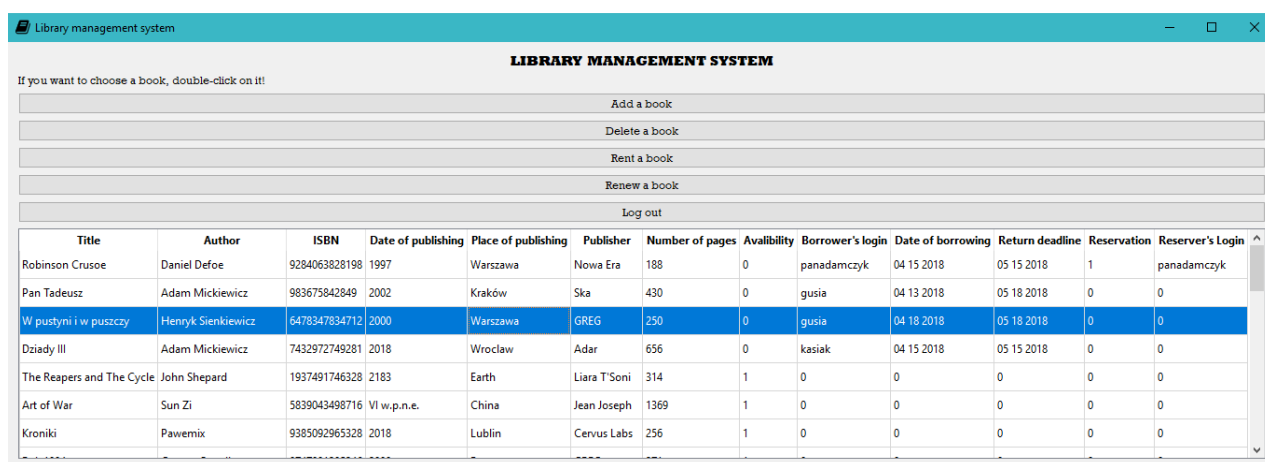 Library management system
LIBRARY MANAGEMENT SYSTEM
If you want to choose a book, double-click on it!
Add a book
Delete a book
Rent a book
Renew a book
Log out
Title Author ISBN Date of publishing Place of publishing Publisher Number of pages Avalibility Borrower's login Date of borrowing Return deadline Reservation Reserver's Login
Robinson Crusoe Daniel Defoe 9284063828198 1997 Warszawa Nowa Era 188 0 panadamczyk 04 15 2018 05 15 2018 1 panadamczyk
Pan Tadeusz Adam Mickiewicz 983675842849 2002 Kraków Ska 430 0 gusia 04 13 2018 05 18 2018 0 0
W pustyni i w puszczy Henryk Sienkiewicz 6478347834712 2000 Warszawa GREG 250 0 gusia 04 18 2018 05 18 2018 0 0
Dziady III Adam Mickiewicz 7432972749281 2018 Wroclaw Adar 656 0 kasiak 04 15 2018 05 15 2018 0 0
The Reapers and The Cycle John Shepard 1937491746328 2183 Earth Liara T'Soni 314 1 0 0 0 0 0
Art of War Sun Zi 5839043498716 VI w.p.n.e. China Jean Joseph 1369 1 0 0 0 0 0
Kroniki Pawemix 9385092965328 2018 Lublin Cervus Labs 256 1 0 0 0 0 0